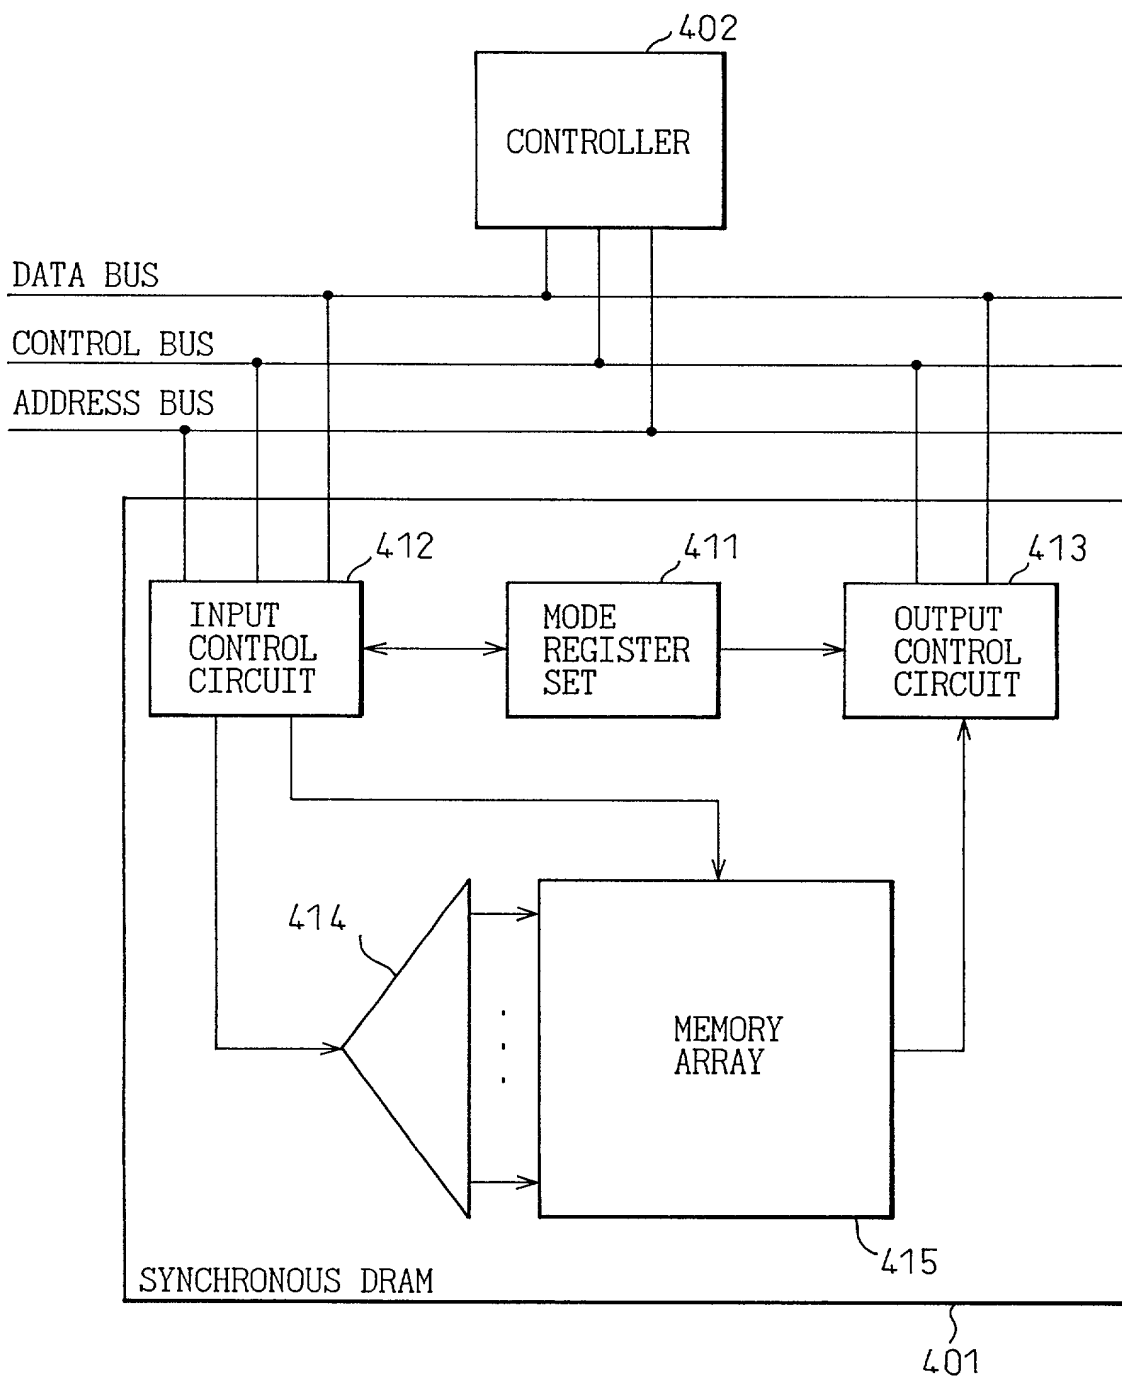 402
CONTROLLER
DATA BUS
CONTROL BUS
ADDRESS BUS
412
411
413
INPUT
CONTROL
CIRCUIT
MODE
REGISTER
SET
OUTPUT
CONTROL
CIRCUIT
414
MEMORY
ARRAY
415
SYNCHRONOUS DRAM
401